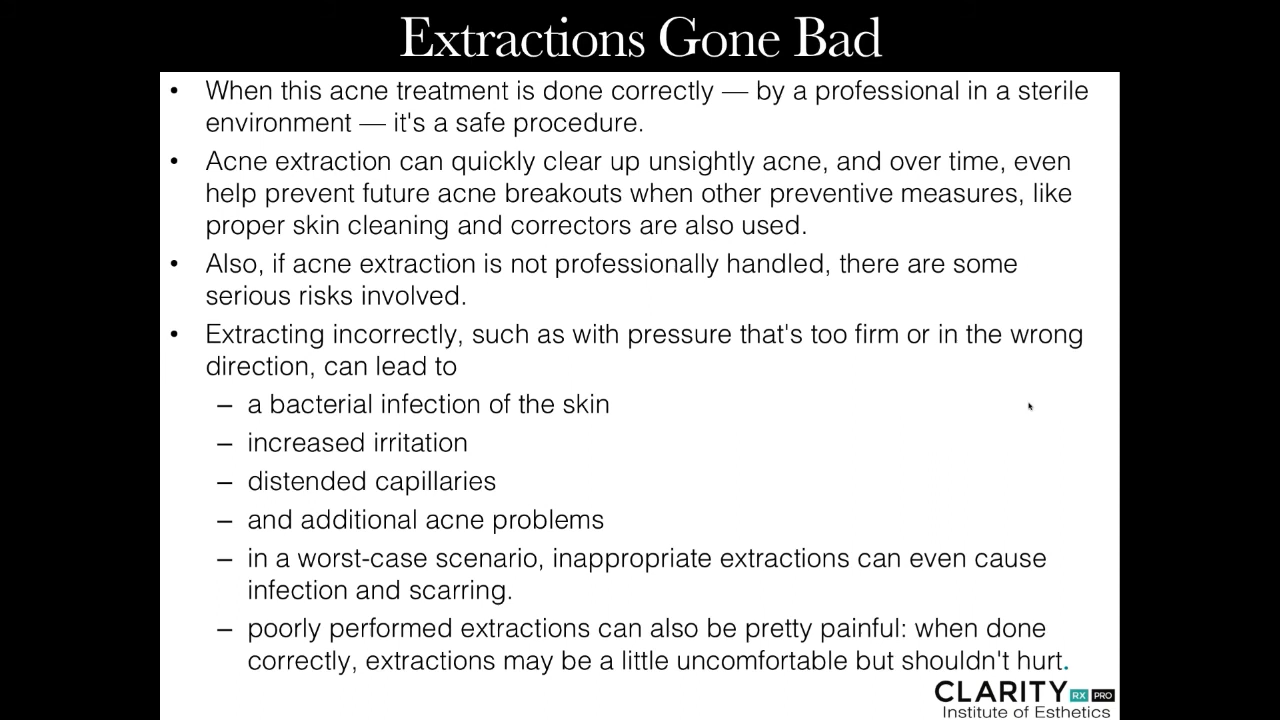 Extractions Gone Bad
• When this acne treatment is done correctly — by a professional in a sterile
environment — it's a safe procedure.
• Acne extraction can quickly clear up unsightly acne, and over time, even
help prevent future acne breakouts when other preventive measures, like
proper skin cleaning and correctors are also used.
• Also, if acne extraction is not professionally handled, there are some
serious risks involved.
• Extracting incorrectly, such as with pressure that's too firm or in the wrong
direction, can lead to
– a bacterial infection of the skin
– increased irritation
– distended capillaries
– and additional acne problems
– in a worst-case scenario, inappropriate extractions can even cause
infection and scarring.
– poorly performed extractions can also be pretty painful: when done
correctly, extractions may be a little uncomfortable but shouldn't hurt.
CLARITY RX PRO
Institute of Esthetics